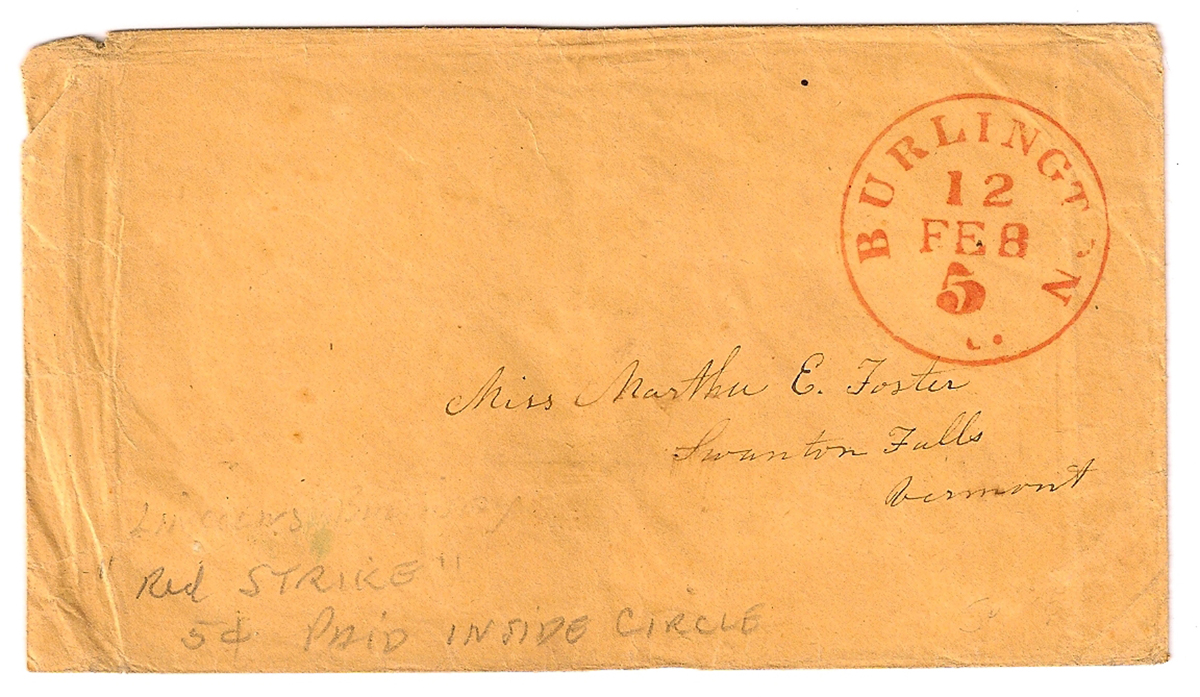 BURLINGTON
12
FEB
5
Miss Martha E. Foster
Swanton Falls
Vermont
"Red STRIKE"
5¢ PAID INSIDE CIRCLE